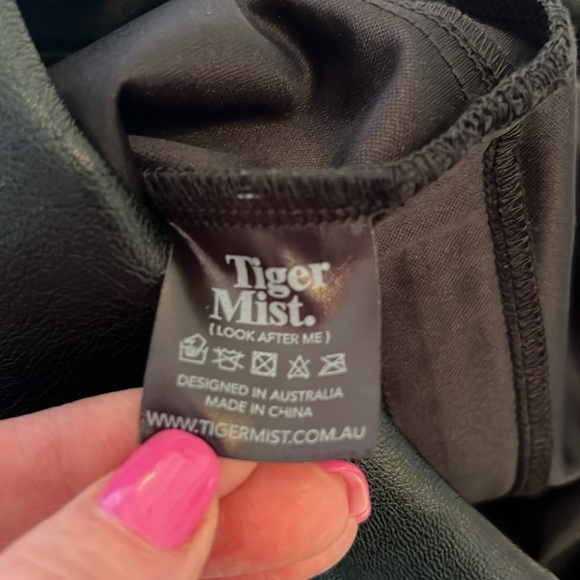 Tiger
Mist.
(LOOK AFTER ME)
DESIGNED IN AUSTRALIA
MADE IN CHINA
WWW.TIGERMIST.COM.AU